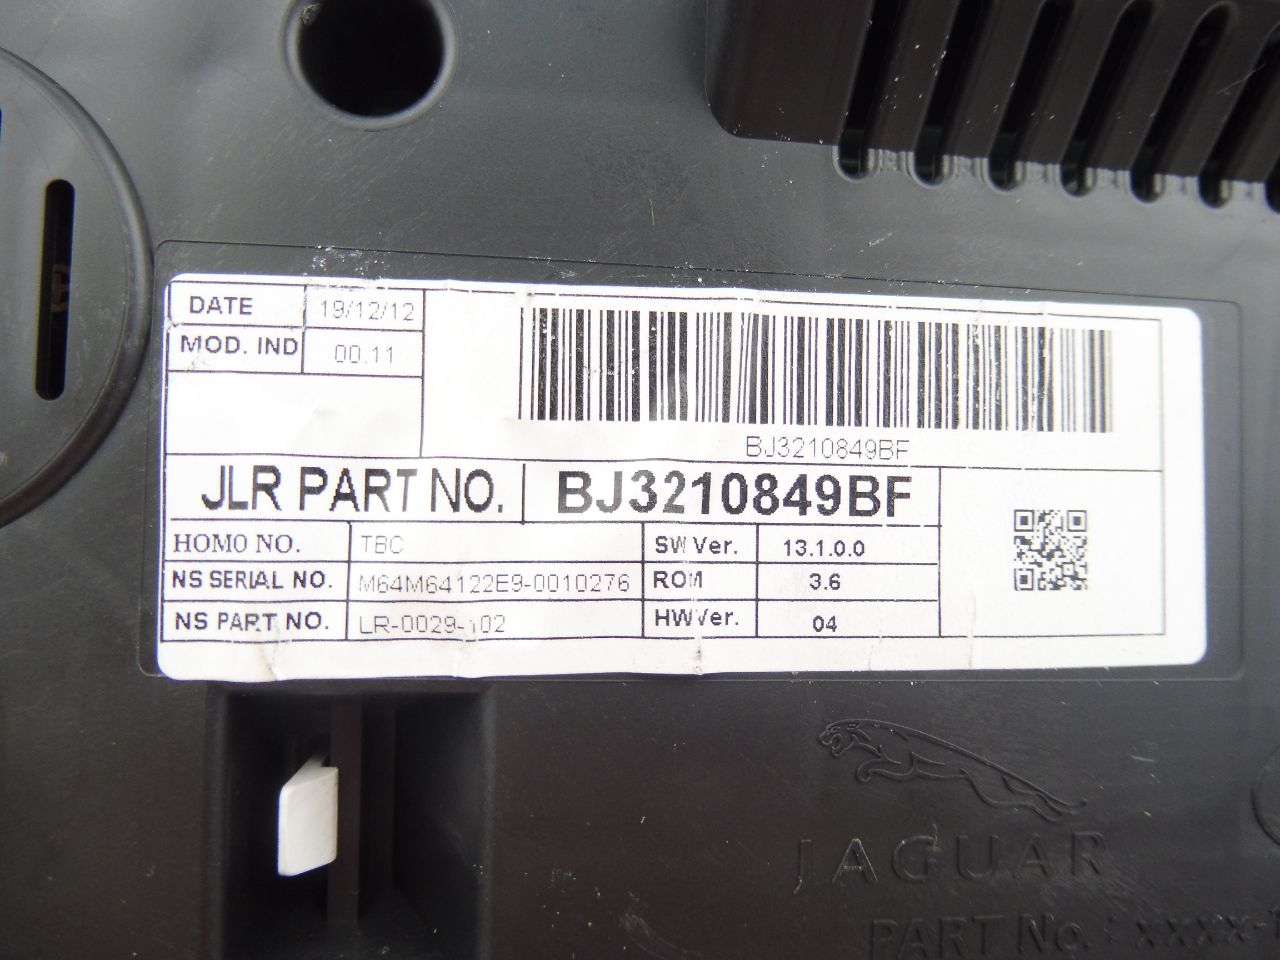 DATE 19/12/12
MOD. IND 00.11
BJ3210849BF
JLR PART NO. BJ3210849BF
HOMO NO. TBC SW Ver. 13.1.0.0
NS SERIAL NO. M64M64122E9-0010276 ROM 3.6
NS PART NO. LR-0029-102 HW Ver. 04
JAGUAR
PART No. : xxxx-